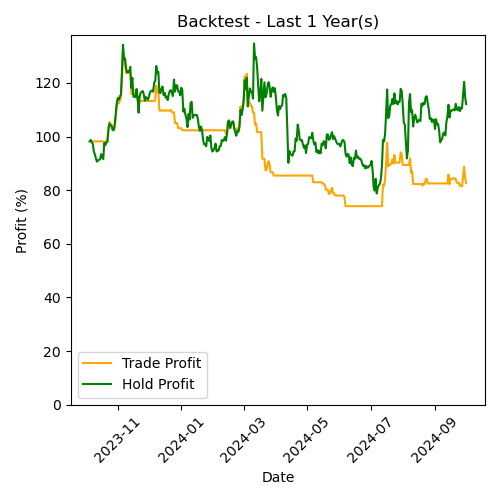 Backtest - Last 1 Year(s)
Profit (%)
120
100
80
60
40
20
0
Trade Profit
Hold Profit
2023-11
2024-01
2024-03
2024-05
2024-07
2024-09
Date